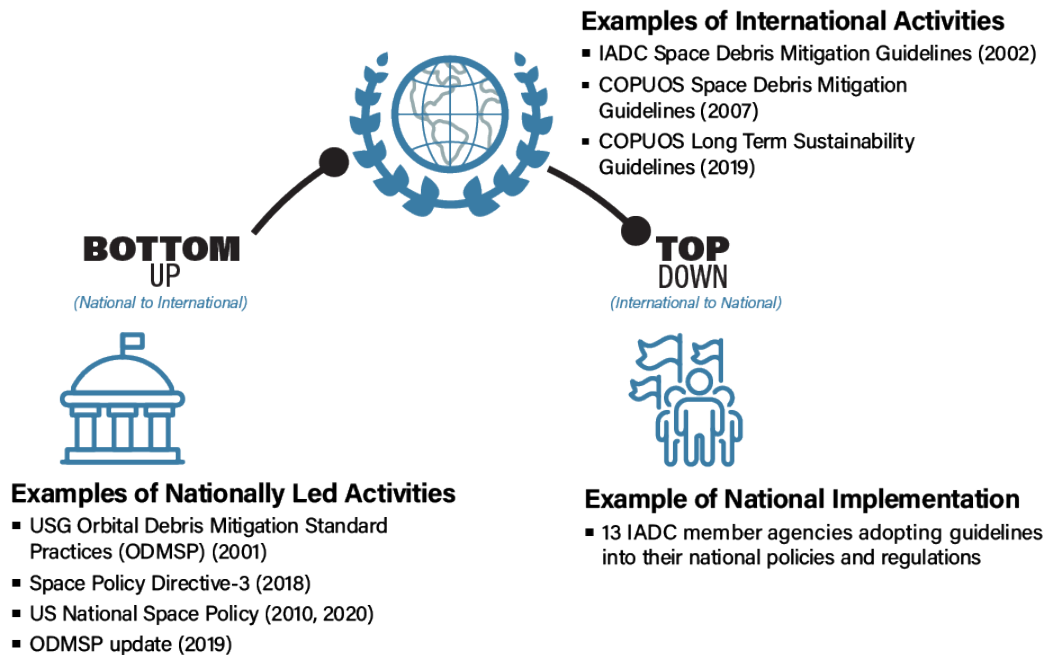 Examples of International Activities
▪ IADC Space Debris Mitigation Guidelines (2002)
▪ COPUOS Space Debris Mitigation
Guidelines (2007)
▪ COPUOS Long Term Sustainability
Guidelines (2019)
BOTTOM
UP
(National to International)
TOP
DOWN
(International to National)
Examples of Nationally Led Activities
▪ USG Orbital Debris Mitigation Standard
Practices (ODMSP) (2001)
▪ Space Policy Directive-3 (2018)
▪ US National Space Policy (2010, 2020)
▪ ODMSP update (2019)
Example of National Implementation
▪ 13 IADC member agencies adopting guidelines
into their national policies and regulations